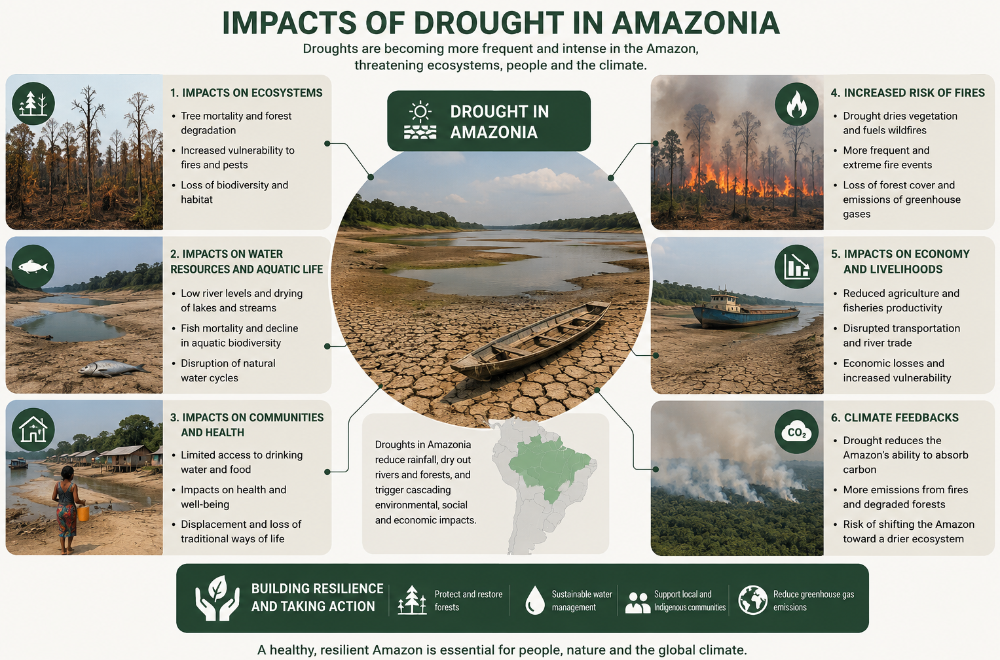 IMPACTS OF DROUGHT IN AMAZONIA
Droughts are becoming more frequent and intense in the Amazon,
threatening ecosystems, people and the climate.
DROUGHT IN
AMAZONIA
1. IMPACTS ON ECOSYSTEMS
• Tree mortality and forest
degradation
• Increased vulnerability to
fires and pests
• Loss of biodiversity and
habitat
2. IMPACTS ON WATER
RESOURCES AND AQUATIC LIFE
• Low river levels and drying
of lakes and streams
• Fish mortality and decline
in aquatic biodiversity
• Disruption of natural
water cycles
3. IMPACTS ON COMMUNITIES
AND HEALTH
• Limited access to drinking
water and food
• Impacts on health and
well-being
• Displacement and loss of
traditional ways of life
Droughts in Amazonia
reduce rainfall, dry out
rivers and forests, and
trigger cascading
environmental, social
and economic impacts.
4. INCREASED RISK OF FIRES
• Drought dries vegetation
and fuels wildfires
• More frequent and
extreme fire events
• Loss of forest cover and
emissions of greenhouse
gases
5. IMPACTS ON ECONOMY
AND LIVELIHOODS
• Reduced agriculture and
fisheries productivity
• Disrupted transportation
and river trade
• Economic losses and
increased vulnerability
CO₂
6. CLIMATE FEEDBACKS
• Drought reduces the
Amazon's ability to absorb
carbon
• More emissions from fires
and degraded forests
• Risk of shifting the Amazon
toward a drier ecosystem
BUILDING RESILIENCE
AND TAKING ACTION
Protect and restore
forests
Sustainable water
management
Support local and
Indigenous communities
Reduce greenhouse gas
emissions
A healthy, resilient Amazon is essential for people, nature and the global climate.